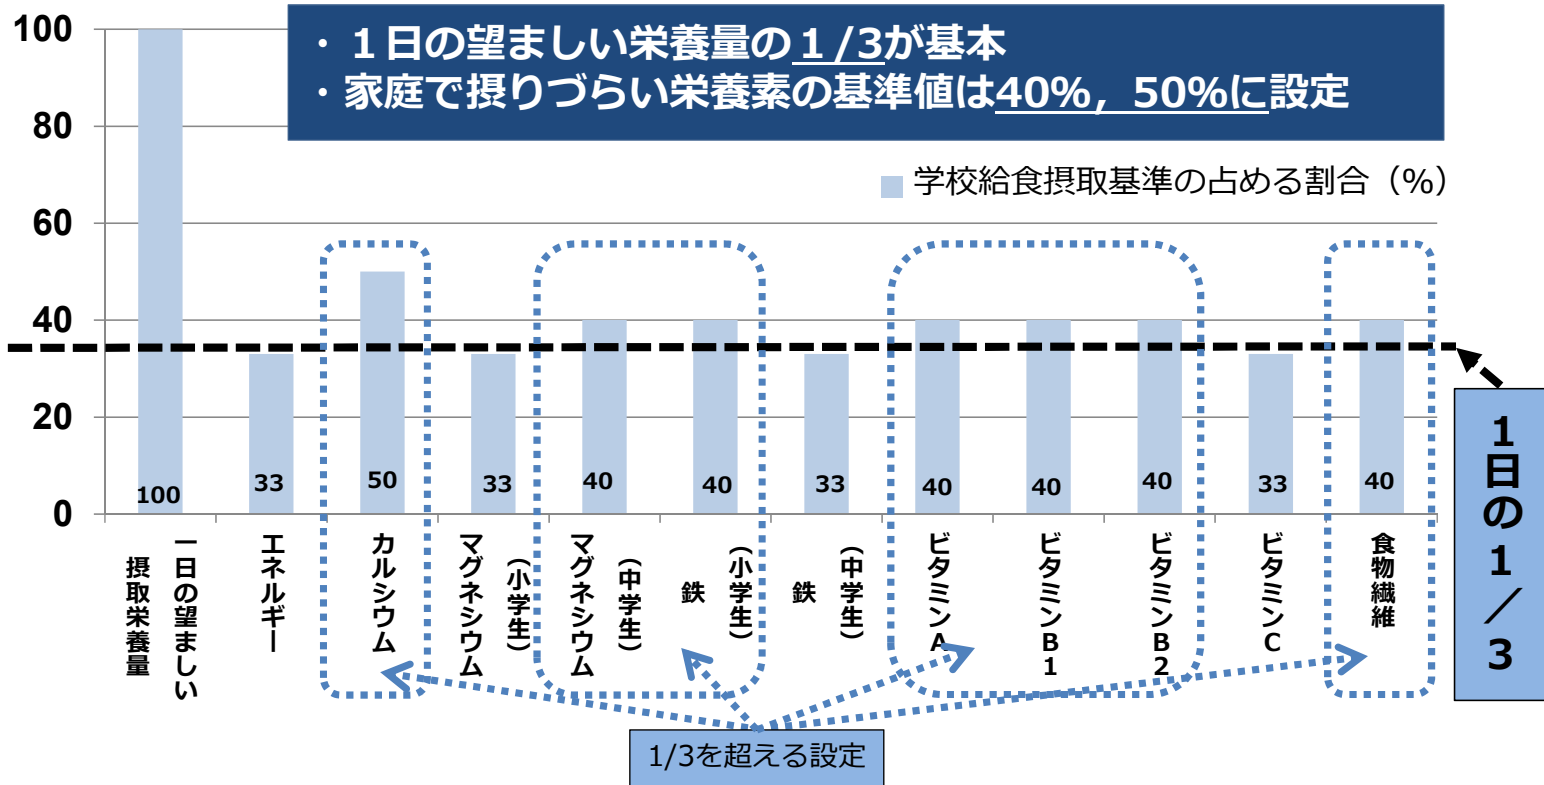 ・１日の望ましい栄養量の１/3が基本
・家庭で摂りづらい栄養素の基準値は40%，50%に設定
学校給食摂取基準の占める割合（%）
100
80
60
40
20
0
100
33
50
33
40
40
33
40
40
40
33
40
一日の望ましい
摂取栄養量
エネルギー
カルシウム
マグネシウム
（小学生）
マグネシウム
（中学生）
鉄
（小学生）
鉄
（中学生）
ビタミンA
ビタミンB1
ビタミンB2
ビタミンC
食物繊維
１日の１／３
1/3を超える設定